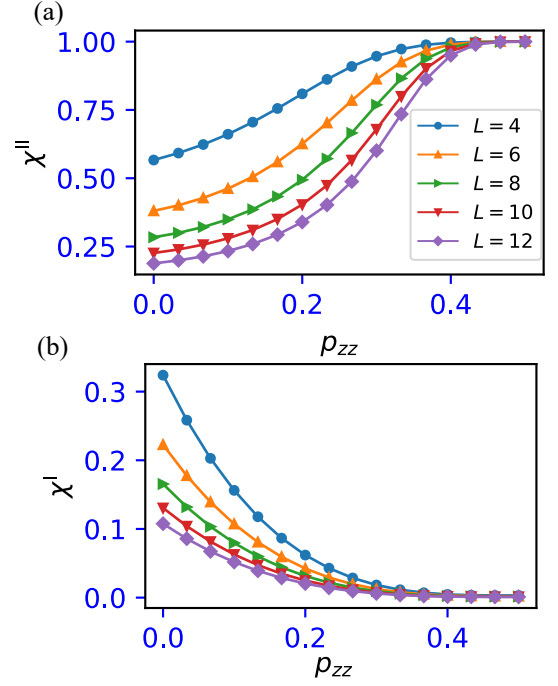 (a)
1.00
0.75
0.50
0.25
χ^II
L = 4
L = 6
L = 8
L = 10
L = 12
0.0 0.2 0.4
p_zz
(b)
0.3
0.2
0.1
0.0
χ^I
0.0 0.2 0.4
p_zz